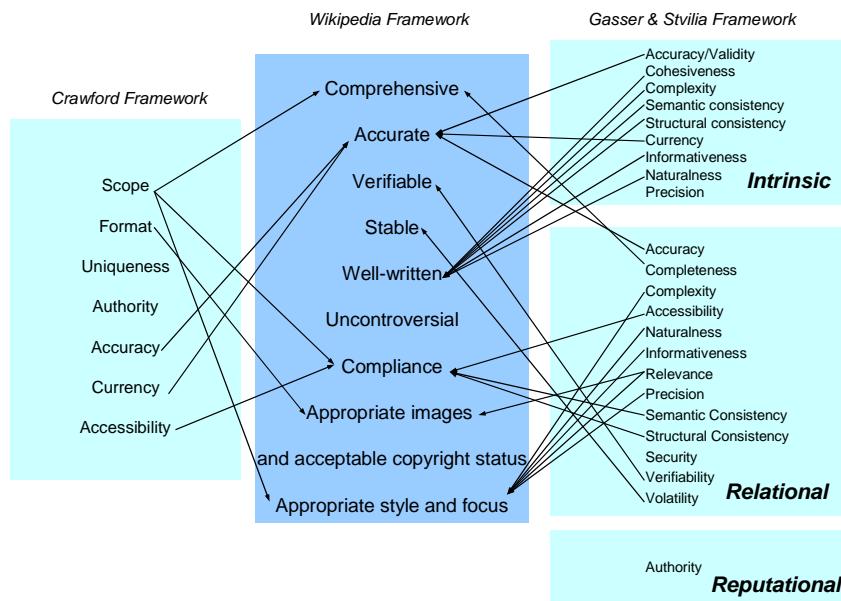 Crawford Framework
Scope
Format
Uniqueness
Authority
Accuracy
Currency
Accessibility
Wikipedia Framework
Comprehensive
Accurate
Verifiable
Stable
Well-written
Uncontroversial
Compliance
Appropriate images
and acceptable copyright status
Appropriate style and focus
Gasser & Stvilia Framework
Accuracy/Validity
Cohesiveness
Complexity
Semantic consistency
Structural consistency
Currency
Informativeness
Naturalness
Precision
Intrinsic
Accuracy
Completeness
Complexity
Accessibility
Naturalness
Informativeness
Relevance
Precision
Semantic Consistency
Structural Consistency
Security
Verifiability
Volatility
Relational
Authority
Reputational